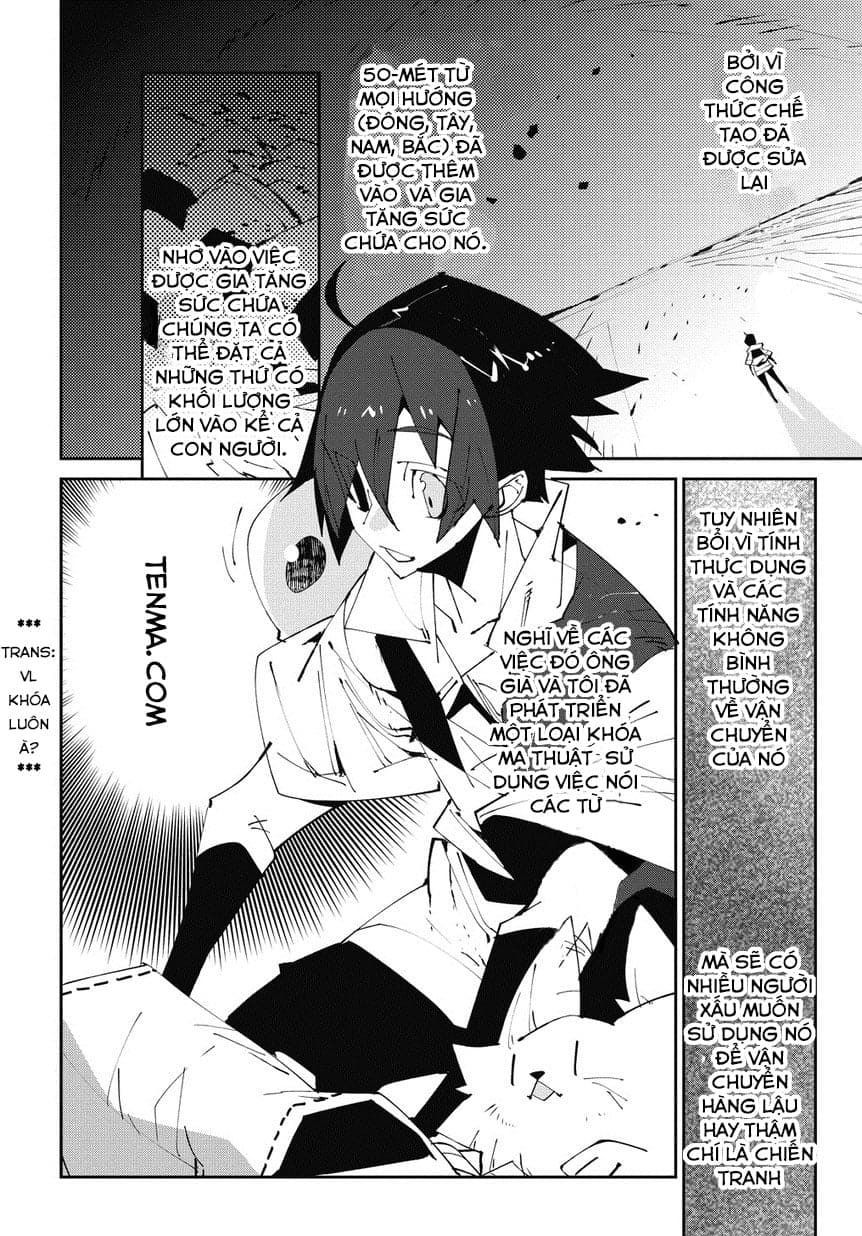 BỞI VÌ
CÔNG
THỨC CHẾ
TẠO ĐÃ
ĐƯỢC SỬA
LẠI
50-MÉT TỪ
MỌI HƯỚNG
(ĐÔNG, TÂY,
NAM, BẮC) ĐÃ
ĐƯỢC THÊM
VÀO VÀ GIA
TĂNG SỨC
CHỨA CHO NÓ.
NHỜ VÀO VIỆC
ĐƯỢC GIA TĂNG
SỨC CHỨA
CHÚNG TA CÓ
THỂ ĐẶT CẢ
NHỮNG THỨ CÓ
KHỐI LƯỢNG
LỚN VÀO KỂ CẢ
CON NGƯỜI.
TUY NHIÊN
BỔI VÌ TÍNH
THỰC DỤNG
VÀ CÁC
TÍNH NĂNG
KHÔNG
BÌNH
THƯỜNG
VỀ VẬN
CHUYỂN
CỦA NÓ
MÀ SẼ CÓ
NHIỀU NGƯỜI
XẤU MUỐN
SỬ DỤNG NÓ
ĐỂ VẬN
CHUYỂN
HÀNG LẬU
HAY THẬM
CHÍ LÀ CHIẾN
TRANH
NGHĨ VỀ CÁC
VIỆC ĐÓ ÔNG
GIÀ VÀ TÔI ĐÃ
PHÁT TRIỂN
MỘT LOẠI KHÓA
MA THUẬT SỬ
DỤNG VIỆC NÓI
CÁC TỪ
TENMA.COM
***
TRANS:
VL
KHÓA
LUÔN
À?
***